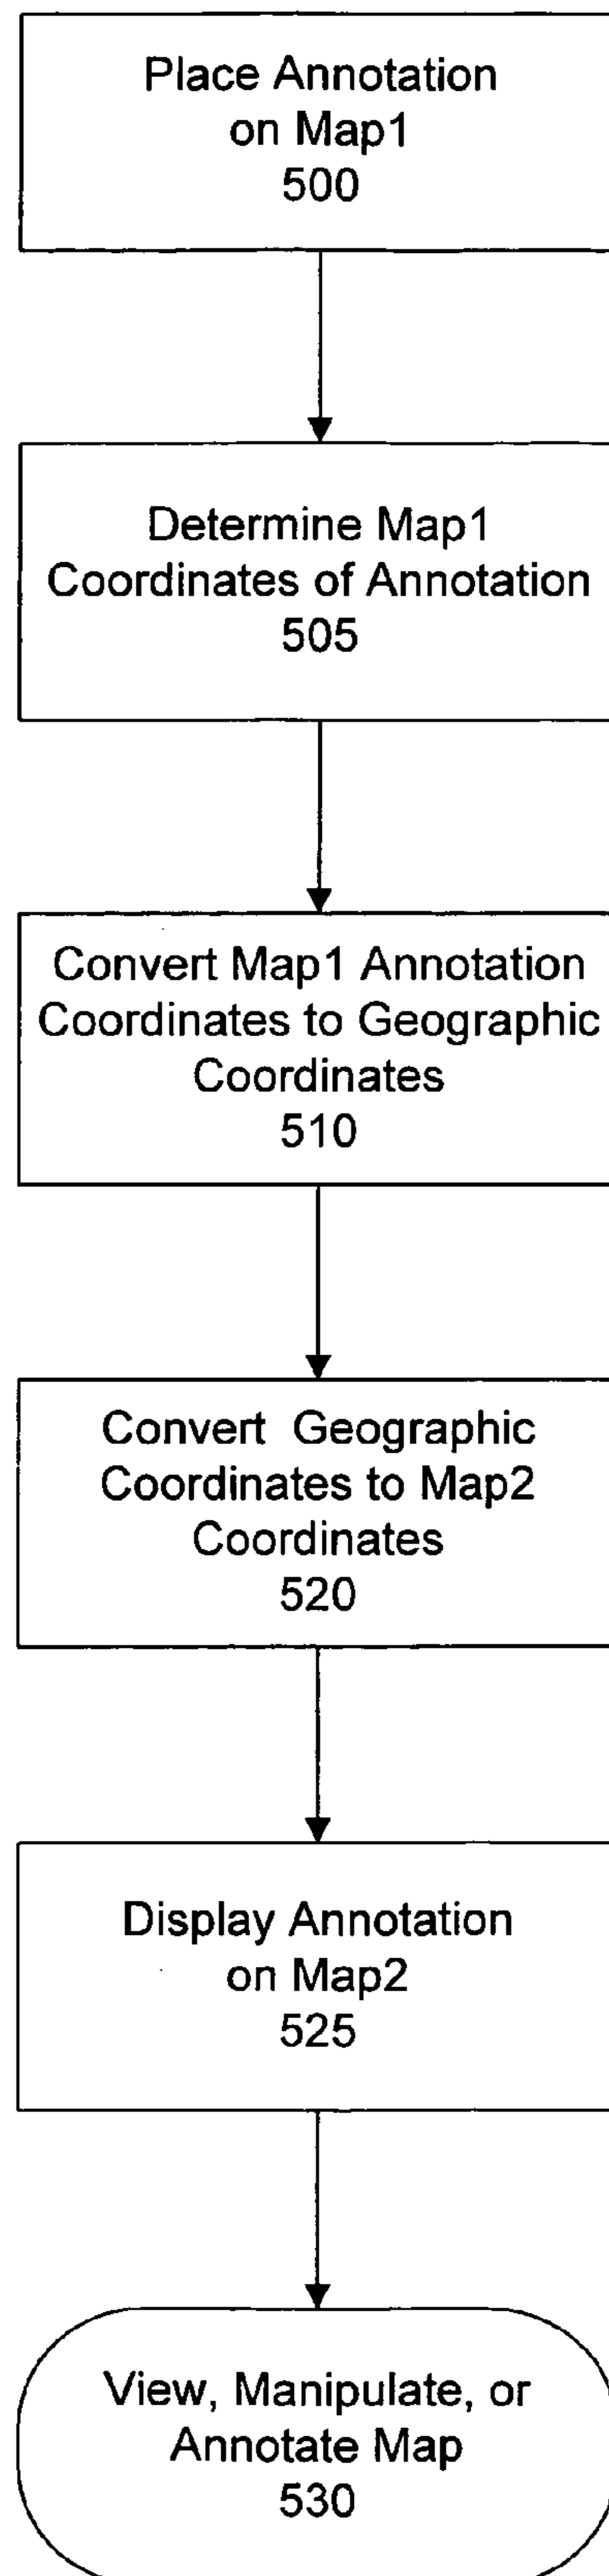 Place Annotation
on Map1
500
Determine Map1
Coordinates of Annotation
505
Convert Map1 Annotation
Coordinates to Geographic
Coordinates
510
Convert Geographic
Coordinates to Map2
Coordinates
520
Display Annotation
on Map2
525
View, Manipulate, or
Annotate Map
530